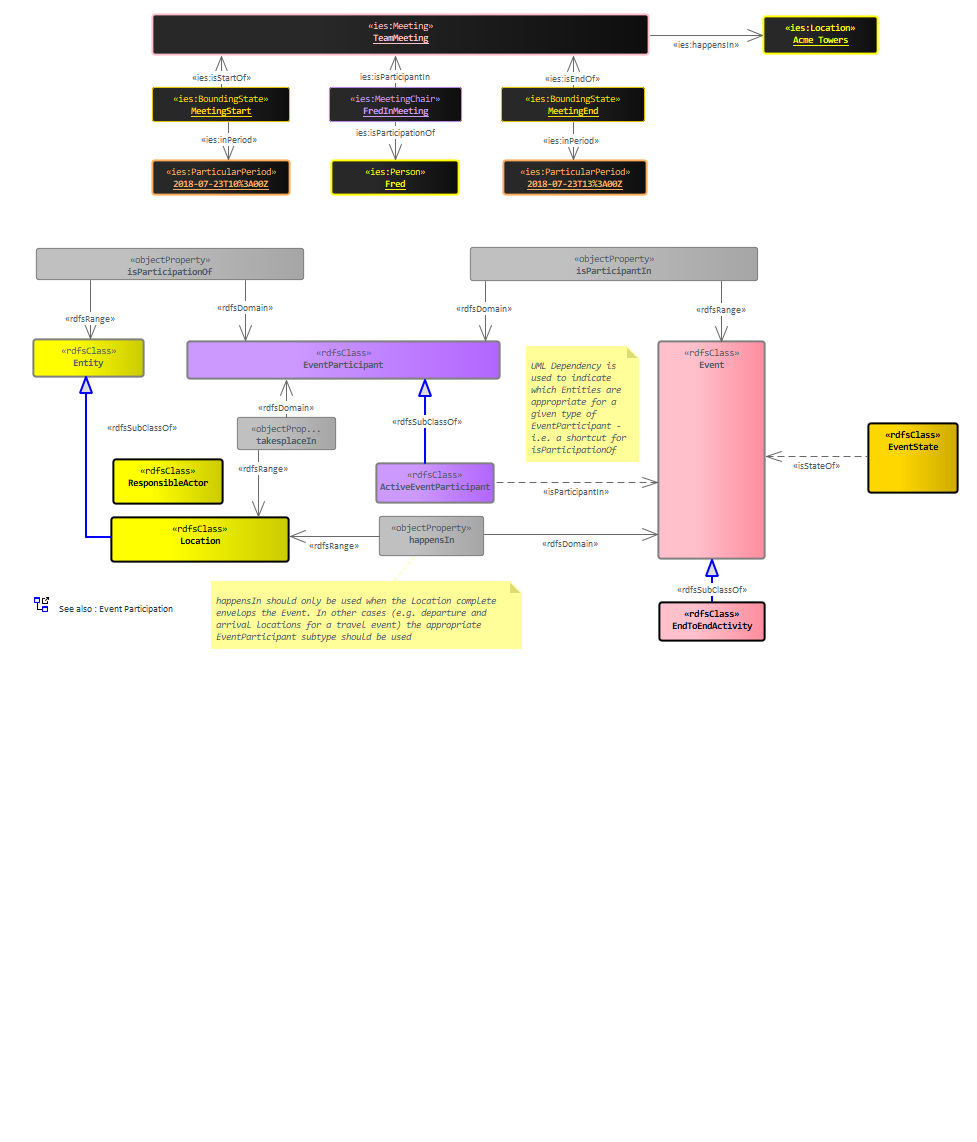 «ies:Meeting»
TeamMeeting
«ies:happensIn»
«ies:Location»
Acme Towers
«ies:isStartOf»
ies:isParticipantIn
«ies:isEndOf»
«ies:BoundingState»
MeetingStart
«ies:MeetingChair»
FredInMeeting
«ies:BoundingState»
MeetingEnd
«ies:inPeriod»
ies:isParticipationOf
«ies:inPeriod»
«ies:ParticularPeriod»
2018-07-23T10%3A00Z
«ies:Person»
Fred
«ies:ParticularPeriod»
2018-07-23T13%3A00Z
«objectProperty»
isParticipationOf
«objectProperty»
isParticipantIn
«rdfsRange»
«rdfsDomain»
«rdfsDomain»
«rdfsRange»
«rdfsClass»
Entity
«rdfsClass»
EventParticipant
«rdfsClass»
Event
UML Dependency is
used to indicate
which Entities are
appropriate for a
given type of
EventParticipant -
i.e. a shortcut for
isParticipationOf
«rdfsDomain»
«objectProp...
takesplaceIn
«rdfsRange»
«rdfsSubClassOf»
«rdfsSubClassOf»
«rdfsClass»
EventState
«isStateOf»
«rdfsClass»
ResponsibleActor
«rdfsClass»
ActiveEventParticipant
«isParticipantIn»
«rdfsClass»
Location
«rdfsRange»
«objectProperty»
happensIn
«rdfsDomain»
«rdfsSubClassOf»
«rdfsClass»
EndToEndActivity
See also : Event Participation
happensIn should only be used when the Location complete
envelops the Event. In other cases (e.g. departure and
arrival locations for a travel event) the appropriate
EventParticipant subtype should be used